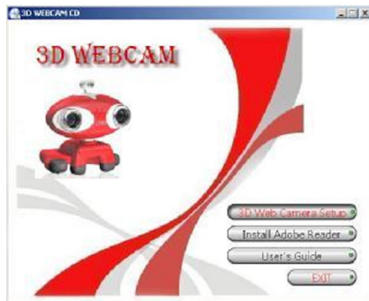 3D WEBCAM CD
3D WEBCAM
3D Web Camera Setup
Install Adobe Reader
User's Guide
EXIT